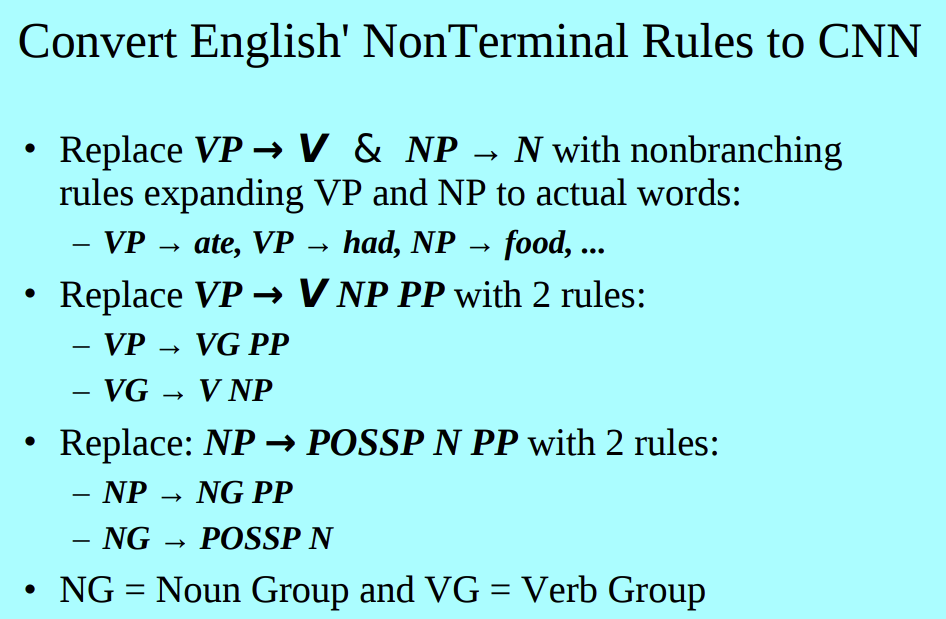 Convert English' NonTerminal Rules to CNN
• Replace VP → V & NP → N with nonbranching
rules expanding VP and NP to actual words:
– VP → ate, VP → had, NP → food, ...
• Replace VP → V NP PP with 2 rules:
– VP → VG PP
– VG → V NP
• Replace: NP → POSSP N PP with 2 rules:
– NP → NG PP
– NG → POSSP N
• NG = Noun Group and VG = Verb Group